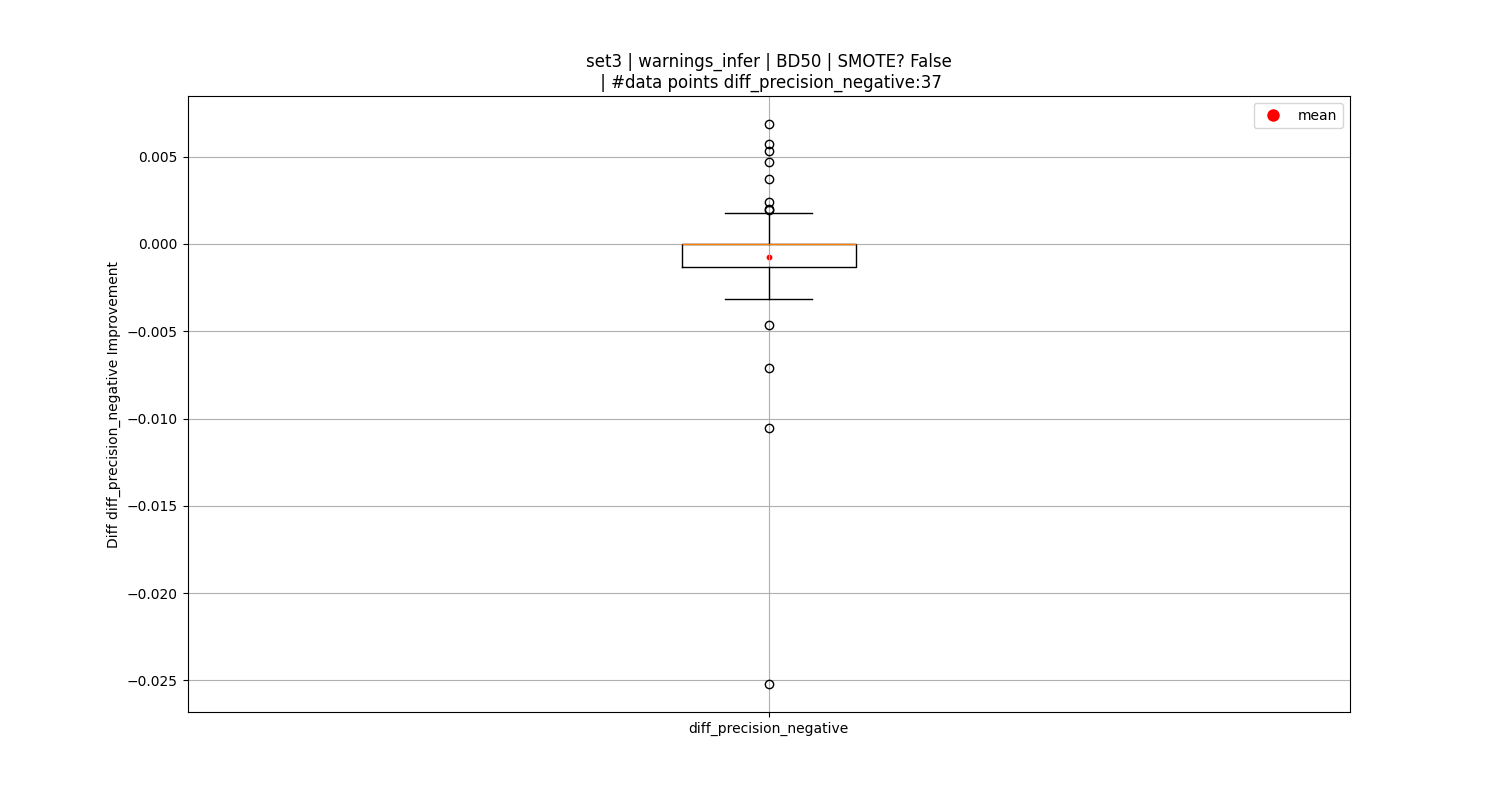 set3 | warnings_infer | BD50 | SMOTE? False
| #data points diff_precision_negative:37
mean
0.005
0.000
−0.005
−0.010
−0.015
−0.020
−0.025
Diff diff_precision_negative Improvement
diff_precision_negative